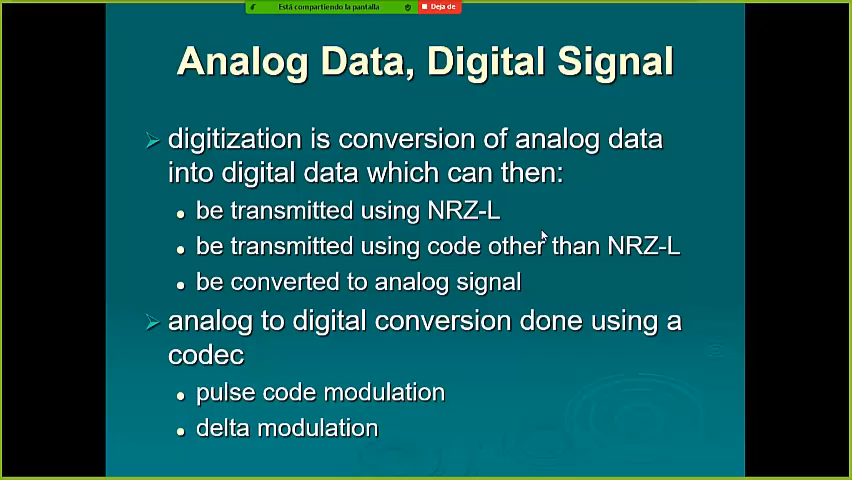 Está compartiendo la pantalla
Deja de
Analog Data, Digital Signal
digitization is conversion of analog data
into digital data which can then:
be transmitted using NRZ-L
be transmitted using code other than NRZ-L
be converted to analog signal
analog to digital conversion done using a
codec
pulse code modulation
delta modulation